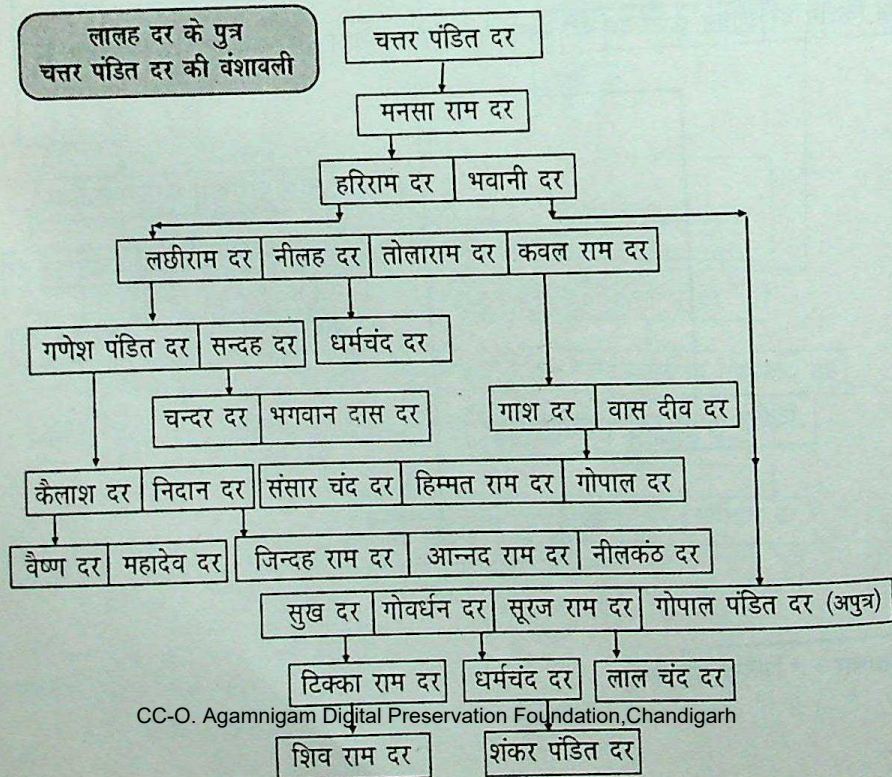 लालह दर के पुत्र
चत्तर पंडित दर की वंशावली
चत्तर पंडित दर
मनसा राम दर
हरिराम दर भवानी दर
लछीराम दर नीलह दर तोलाराम दर कवल राम दर
गणेश पंडित दर सन्दह दर धर्मचंद दर
चन्दर दर भगवान दास दर गाश दर वास दीव दर
कैलाश दर निदान दर संसार चंद दर हिम्मत राम दर गोपाल दर
वैष्ण दर महादेव दर जिन्दह राम दर आन्नद राम दर नीलकंठ दर
सुख दर गोवर्धन दर सूरज राम दर गोपाल पंडित दर (अपुत्र)
टिक्का राम दर धर्मचंद दर लाल चंद दर
CC-O. Agamnigam Digital Preservation Foundation,Chandigarh
शिव राम दर शंकर पंडित दर